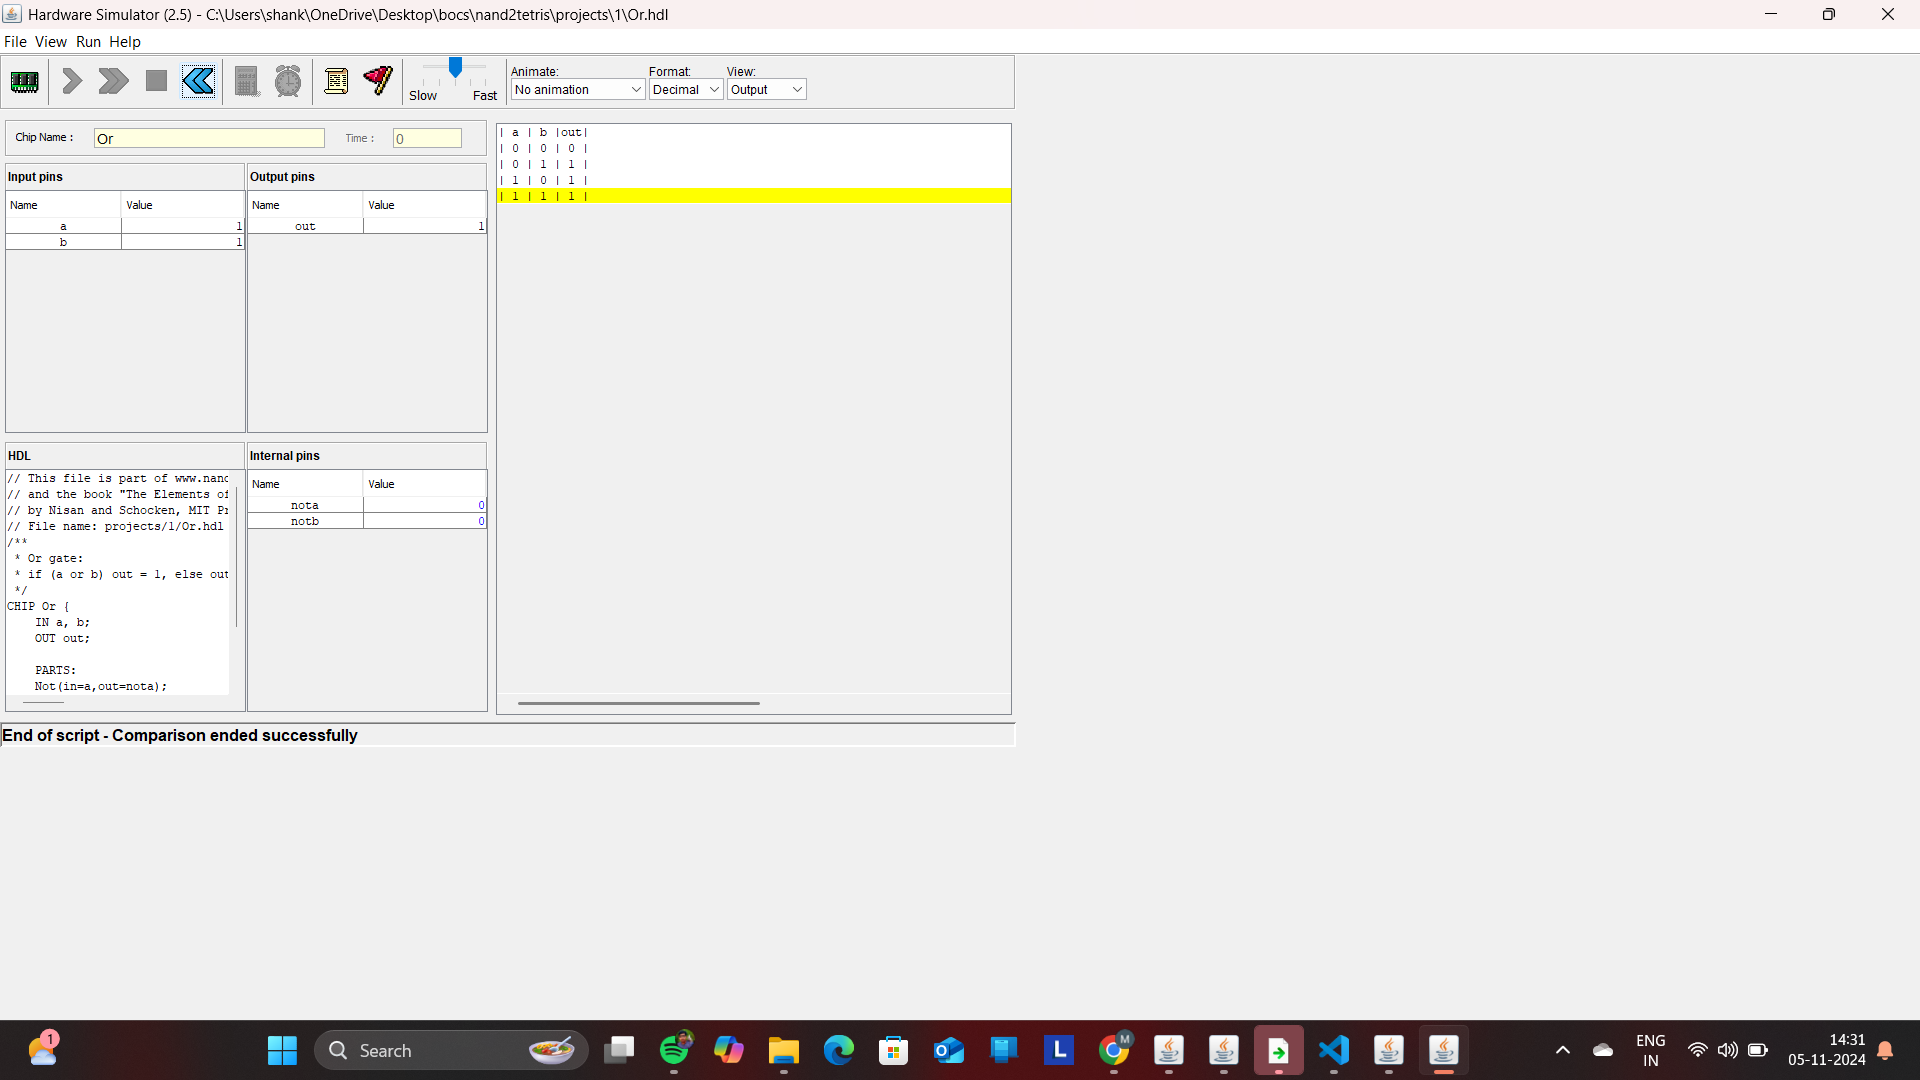 Hardware Simulator (2.5) - C:\Users\shank\OneDrive\Desktop\bocs\nand2tetris\projects\1\Or.hdl
File View Run Help
Slow Fast
Animate: Format: View:
No animation Decimal Output
Chip Name : Or Time : 0
Input pins
Name Value
a 1
b 1
Output pins
Name Value
out 1
HDL
// This file is part of www.nand
// and the book "The Elements of
// by Nisan and Schocken, MIT Pr
// File name: projects/1/Or.hdl
/**
* Or gate:
* if (a or b) out = 1, else out
*/
CHIP Or {
IN a, b;
OUT out;
PARTS:
Not(in=a,out=nota);
Internal pins
Name Value
nota 0
notb 0
| a | b |out|
| 0 | 0 | 0 |
| 0 | 1 | 1 |
| 1 | 0 | 1 |
| 1 | 1 | 1 |
End of script - Comparison ended successfully
1
Search
L
M
ENG
IN
14:31
05-11-2024